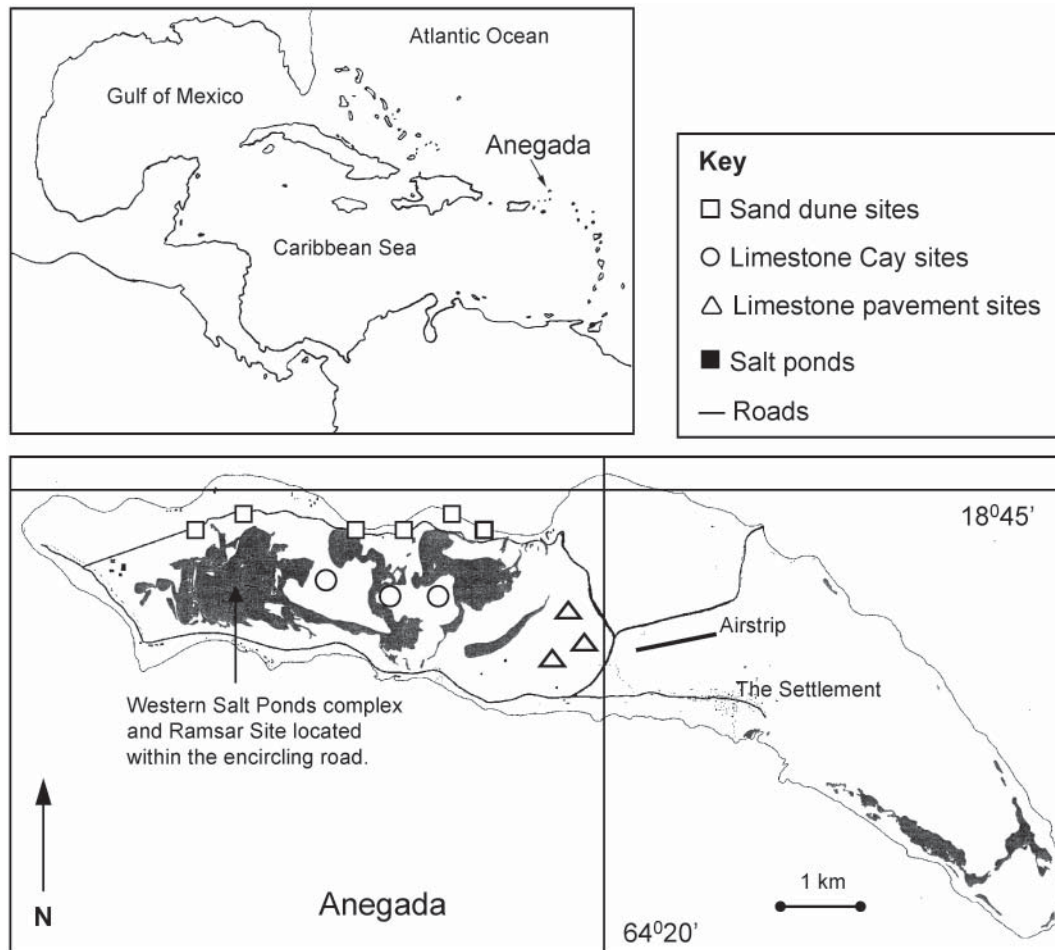 Atlantic Ocean
Gulf of Mexico
Anegada
Caribbean Sea
Key
Sand dune sites
Limestone Cay sites
Limestone pavement sites
Salt ponds
Roads
18⁰45’
Airstrip
The Settlement
Western Salt Ponds complex
and Ramsar Site located
within the encircling road.
1 km
N
Anegada
64⁰20’